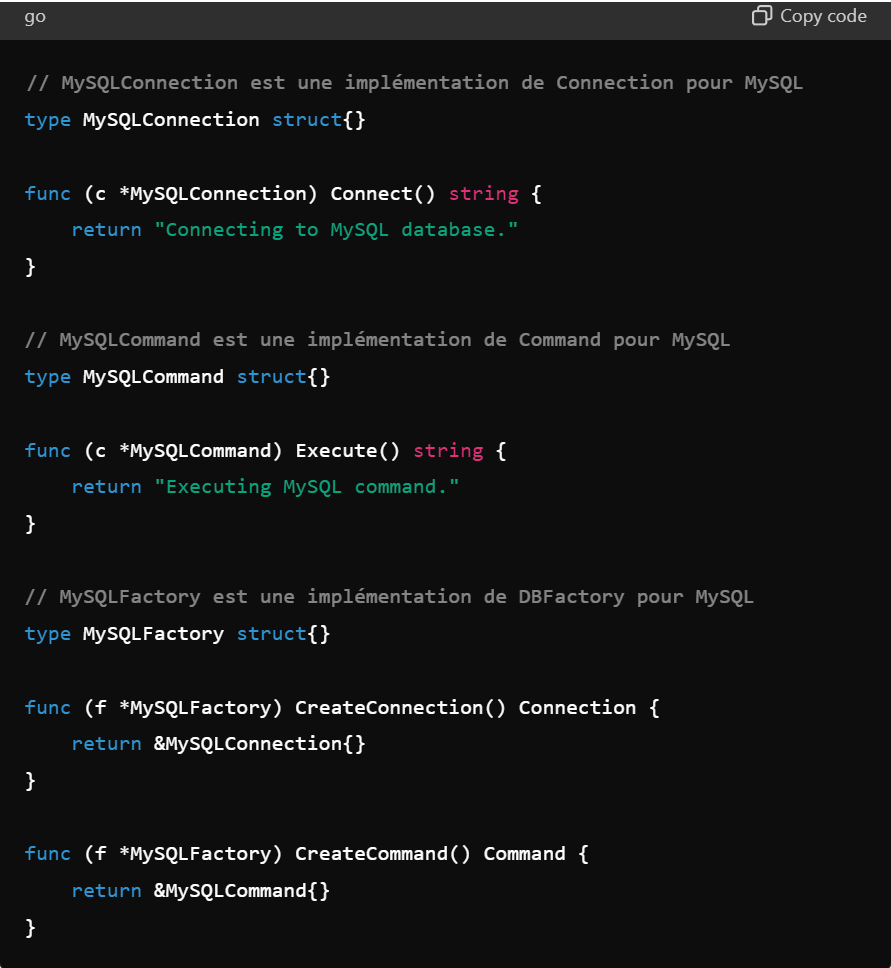 go
Copy code
// MySQLConnection est une implémentation de Connection pour MySQL
type MySQLConnection struct{}
func (c *MySQLConnection) Connect() string {
    return "Connecting to MySQL database."
}
// MySQLCommand est une implémentation de Command pour MySQL
type MySQLCommand struct{}
func (c *MySQLCommand) Execute() string {
    return "Executing MySQL command."
}
// MySQLFactory est une implémentation de DBFactory pour MySQL
type MySQLFactory struct{}
func (f *MySQLFactory) CreateConnection() Connection {
    return &MySQLConnection{}
}
func (f *MySQLFactory) CreateCommand() Command {
    return &MySQLCommand{}
}